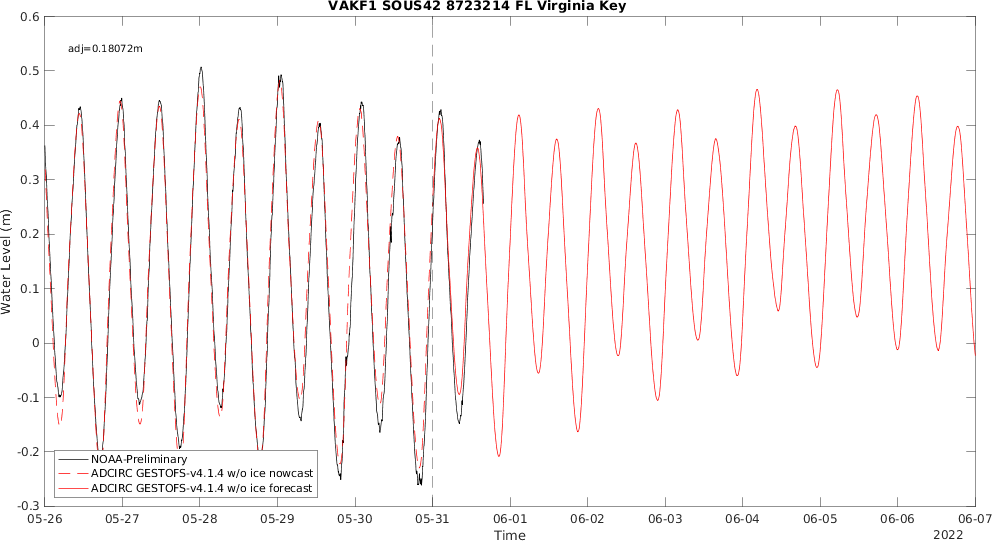 VAKF1 SOUS42 8723214 FL Virginia Key
adj=0.18072m
0.6
0.5
0.4
0.3
0.2
0.1
0
-0.1
-0.2
-0.3
Water Level (m)
NOAA-Preliminary
ADCIRC GESTOFS-v4.1.4 w/o ice nowcast
ADCIRC GESTOFS-v4.1.4 w/o ice forecast
05-26 05-27 05-28 05-29 05-30 05-31 06-01 06-02 06-03 06-04 06-05 06-06 06-07
Time
2022